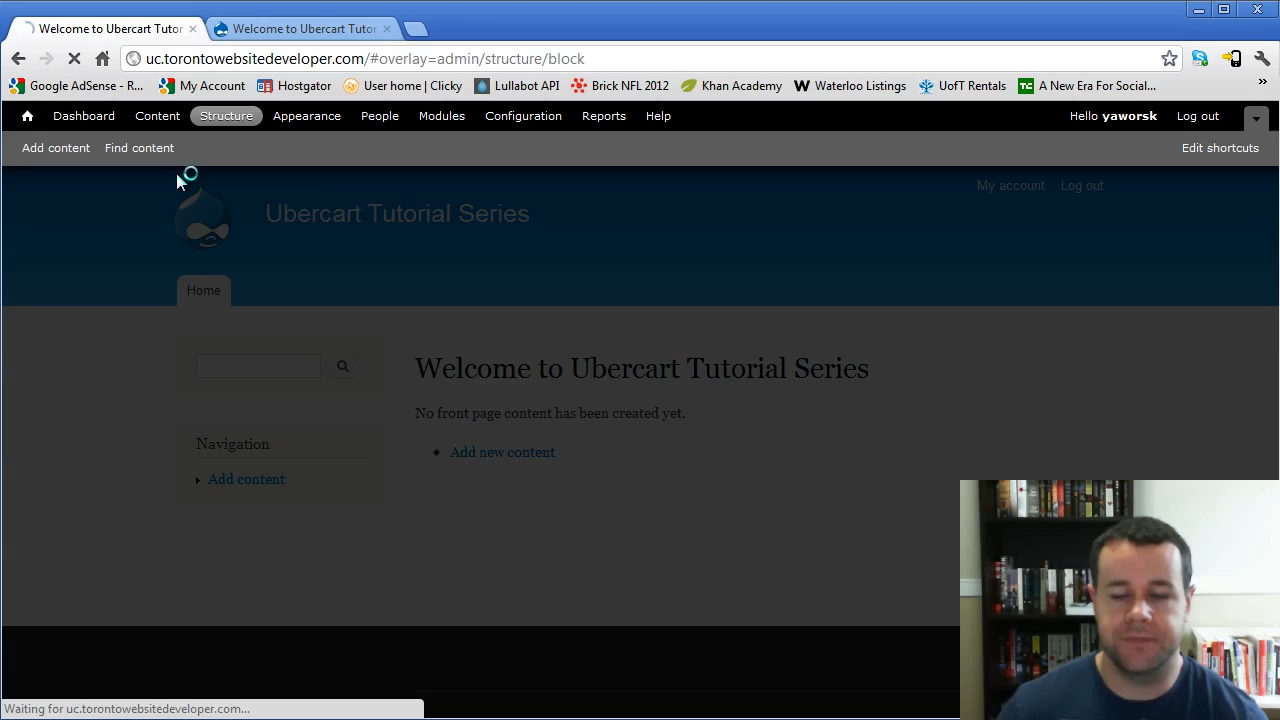 Welcome to Ubercart Tutor
Welcome to Ubercart Tutor
uc.torontowebsitedeveloper.com/#overlay=admin/structure/block
Google AdSense - R... My Account Hostgator User home | Clicky Lullabot API Brick NFL 2012 Khan Academy Waterloo Listings UofT Rentals A New Era For Social...
Dashboard Content Structure Appearance People Modules Configuration Reports Help Hello yaworsk Log out
Add content Find content Edit shortcuts
My account Log out
Ubercart Tutorial Series
Home
Welcome to Ubercart Tutorial Series
No front page content has been created yet.
Navigation
Add new content
Add content
Waiting for uc.torontowebsitedeveloper.com...